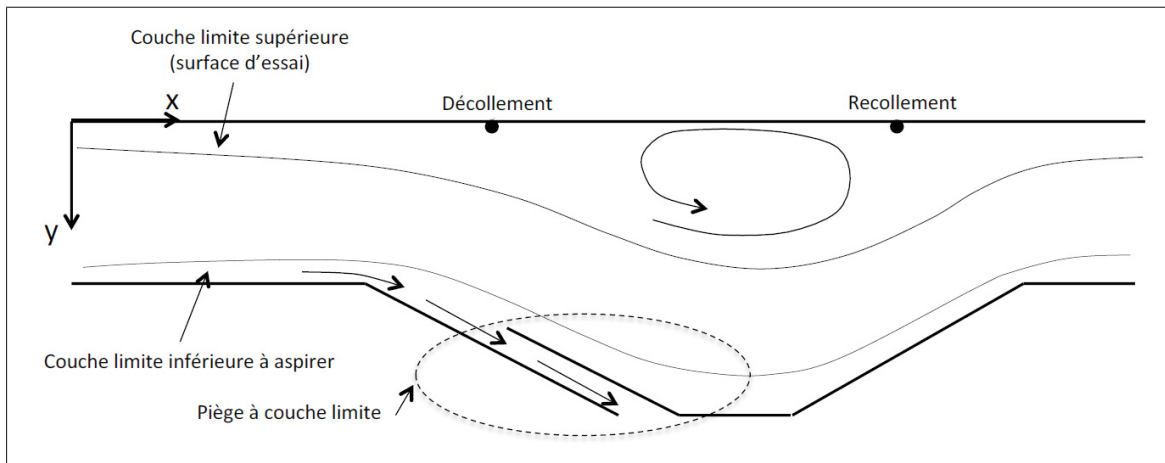 Couche limite supérieure
(surface d'essai)
x
Décollement
Recollement
y
Couche limite inférieure à aspirer
Piège à couche limite